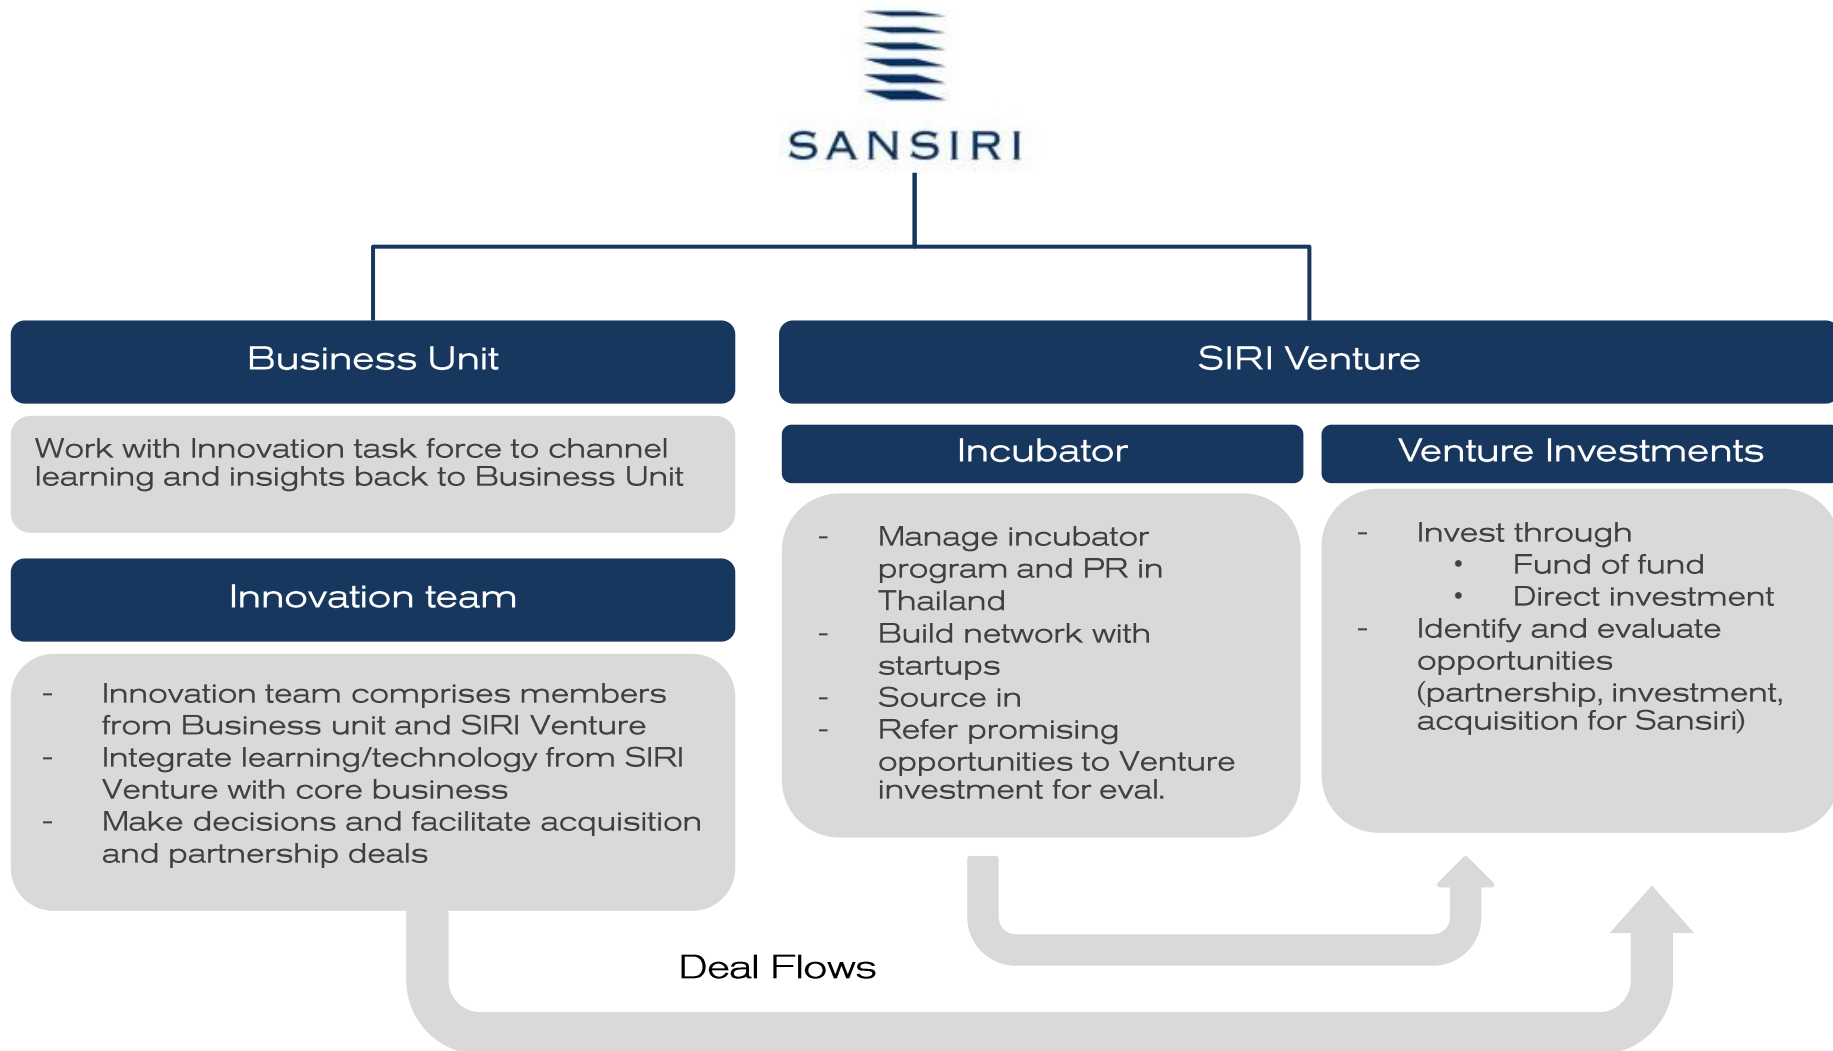 SANSIRI
Business Unit
Work with Innovation task force to channel
learning and insights back to Business Unit
Innovation team
- Innovation team comprises members
from Business unit and SIRI Venture
- Integrate learning/technology from SIRI
Venture with core business
- Make decisions and facilitate acquisition
and partnership deals
SIRI Venture
Incubator
- Manage incubator
program and PR in
Thailand
- Build network with
startups
- Source in
- Refer promising
opportunities to Venture
investment for eval.
Venture Investments
- Invest through
• Fund of fund
• Direct investment
- Identify and evaluate
opportunities
(partnership, investment,
acquisition for Sansiri)
Deal Flows